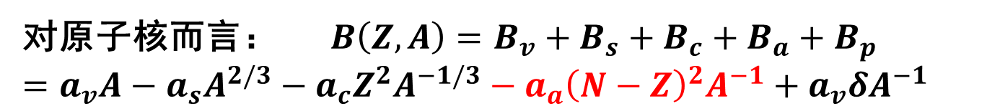 对原子核而言： B(Z, A) = B_v + B_s + B_c + B_a + B_p
= a_v A − a_s A^{2/3} − a_c Z^2 A^{−1/3} − a_a (N − Z)^2 A^{−1} + a_v δA^{−1}